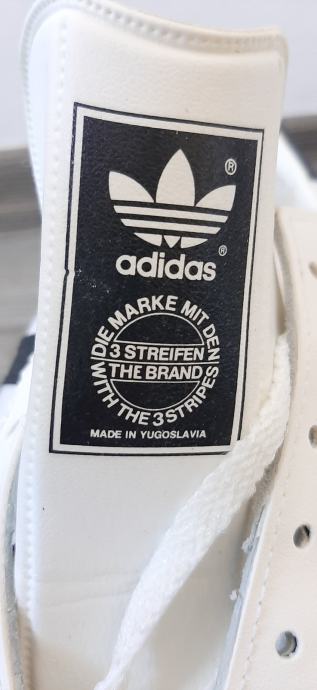 ®
adidas®
DIE MARKE MIT DEN
3 STREIFEN
THE BRAND
WITH THE 3 STRIPES
MADE IN YUGOSLAVIA